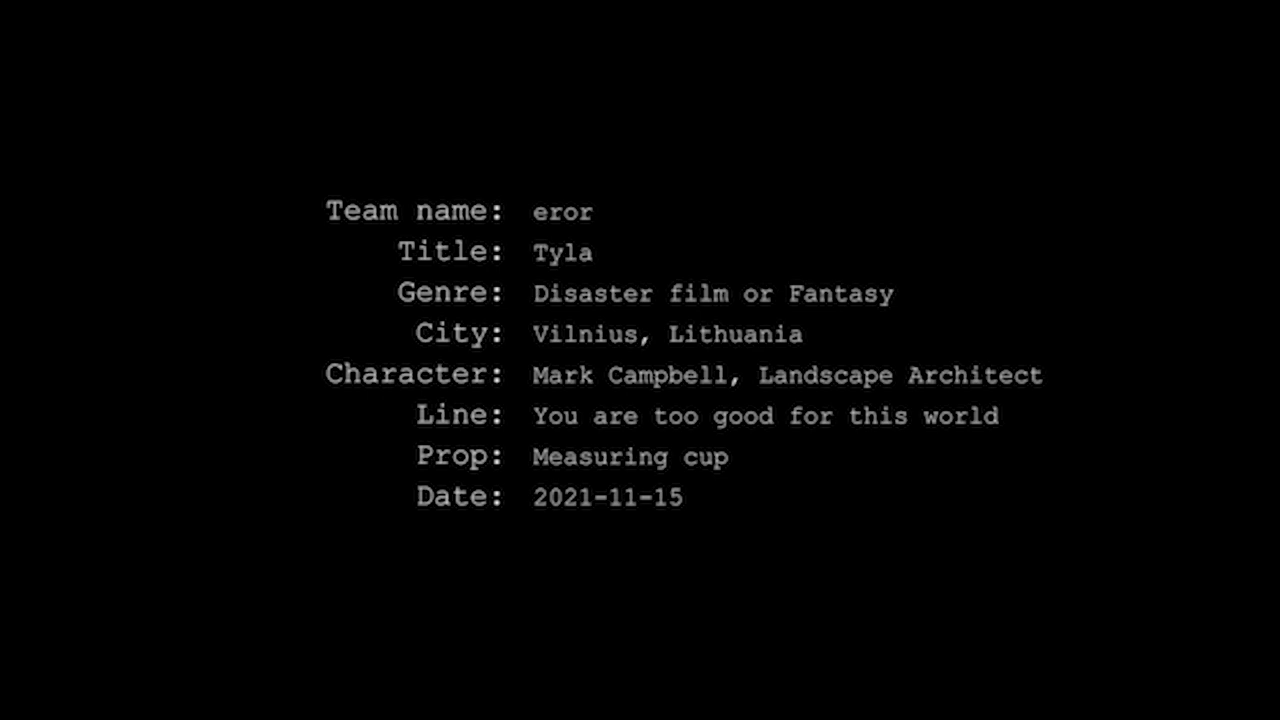 Team name: eror
Title: Tyla
Genre: Disaster film or Fantasy
City: Vilnius, Lithuania
Character: Mark Campbell, Landscape Architect
Line: You are too good for this world
Prop: Measuring cup
Date: 2021-11-15